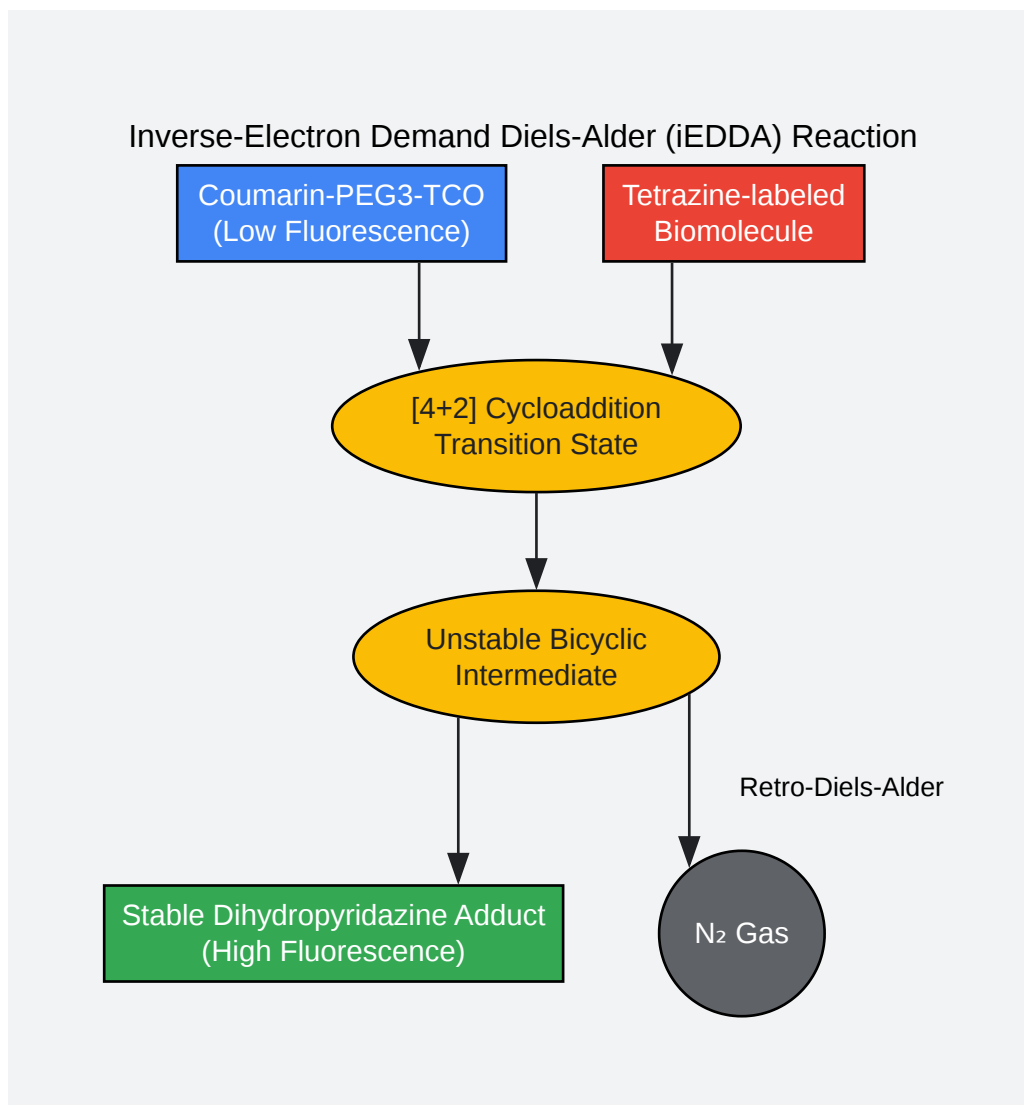 Inverse-Electron Demand Diels-Alder (iEDDA) Reaction
Coumarin-PEG3-TCO
(Low Fluorescence)
Tetrazine-labeled
Biomolecule
[4+2] Cycloaddition
Transition State
Unstable Bicyclic
Intermediate
Retro-Diels-Alder
Stable Dihydropyridazine Adduct
(High Fluorescence)
N₂ Gas